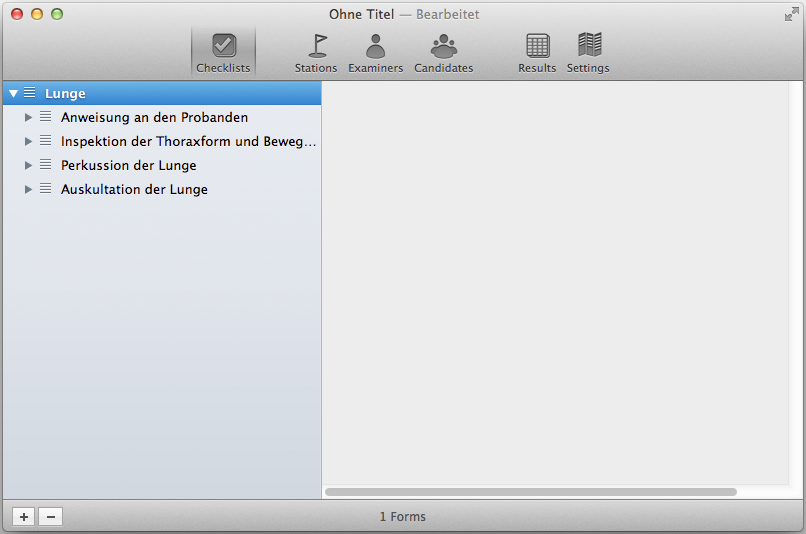 Ohne Titel — Bearbeitet
Checklists Stations Examiners Candidates Results Settings
Lunge
Anweisung an den Probanden
Inspektion der Thoraxform und Beweg...
Perkussion der Lunge
Auskultation der Lunge
1 Forms